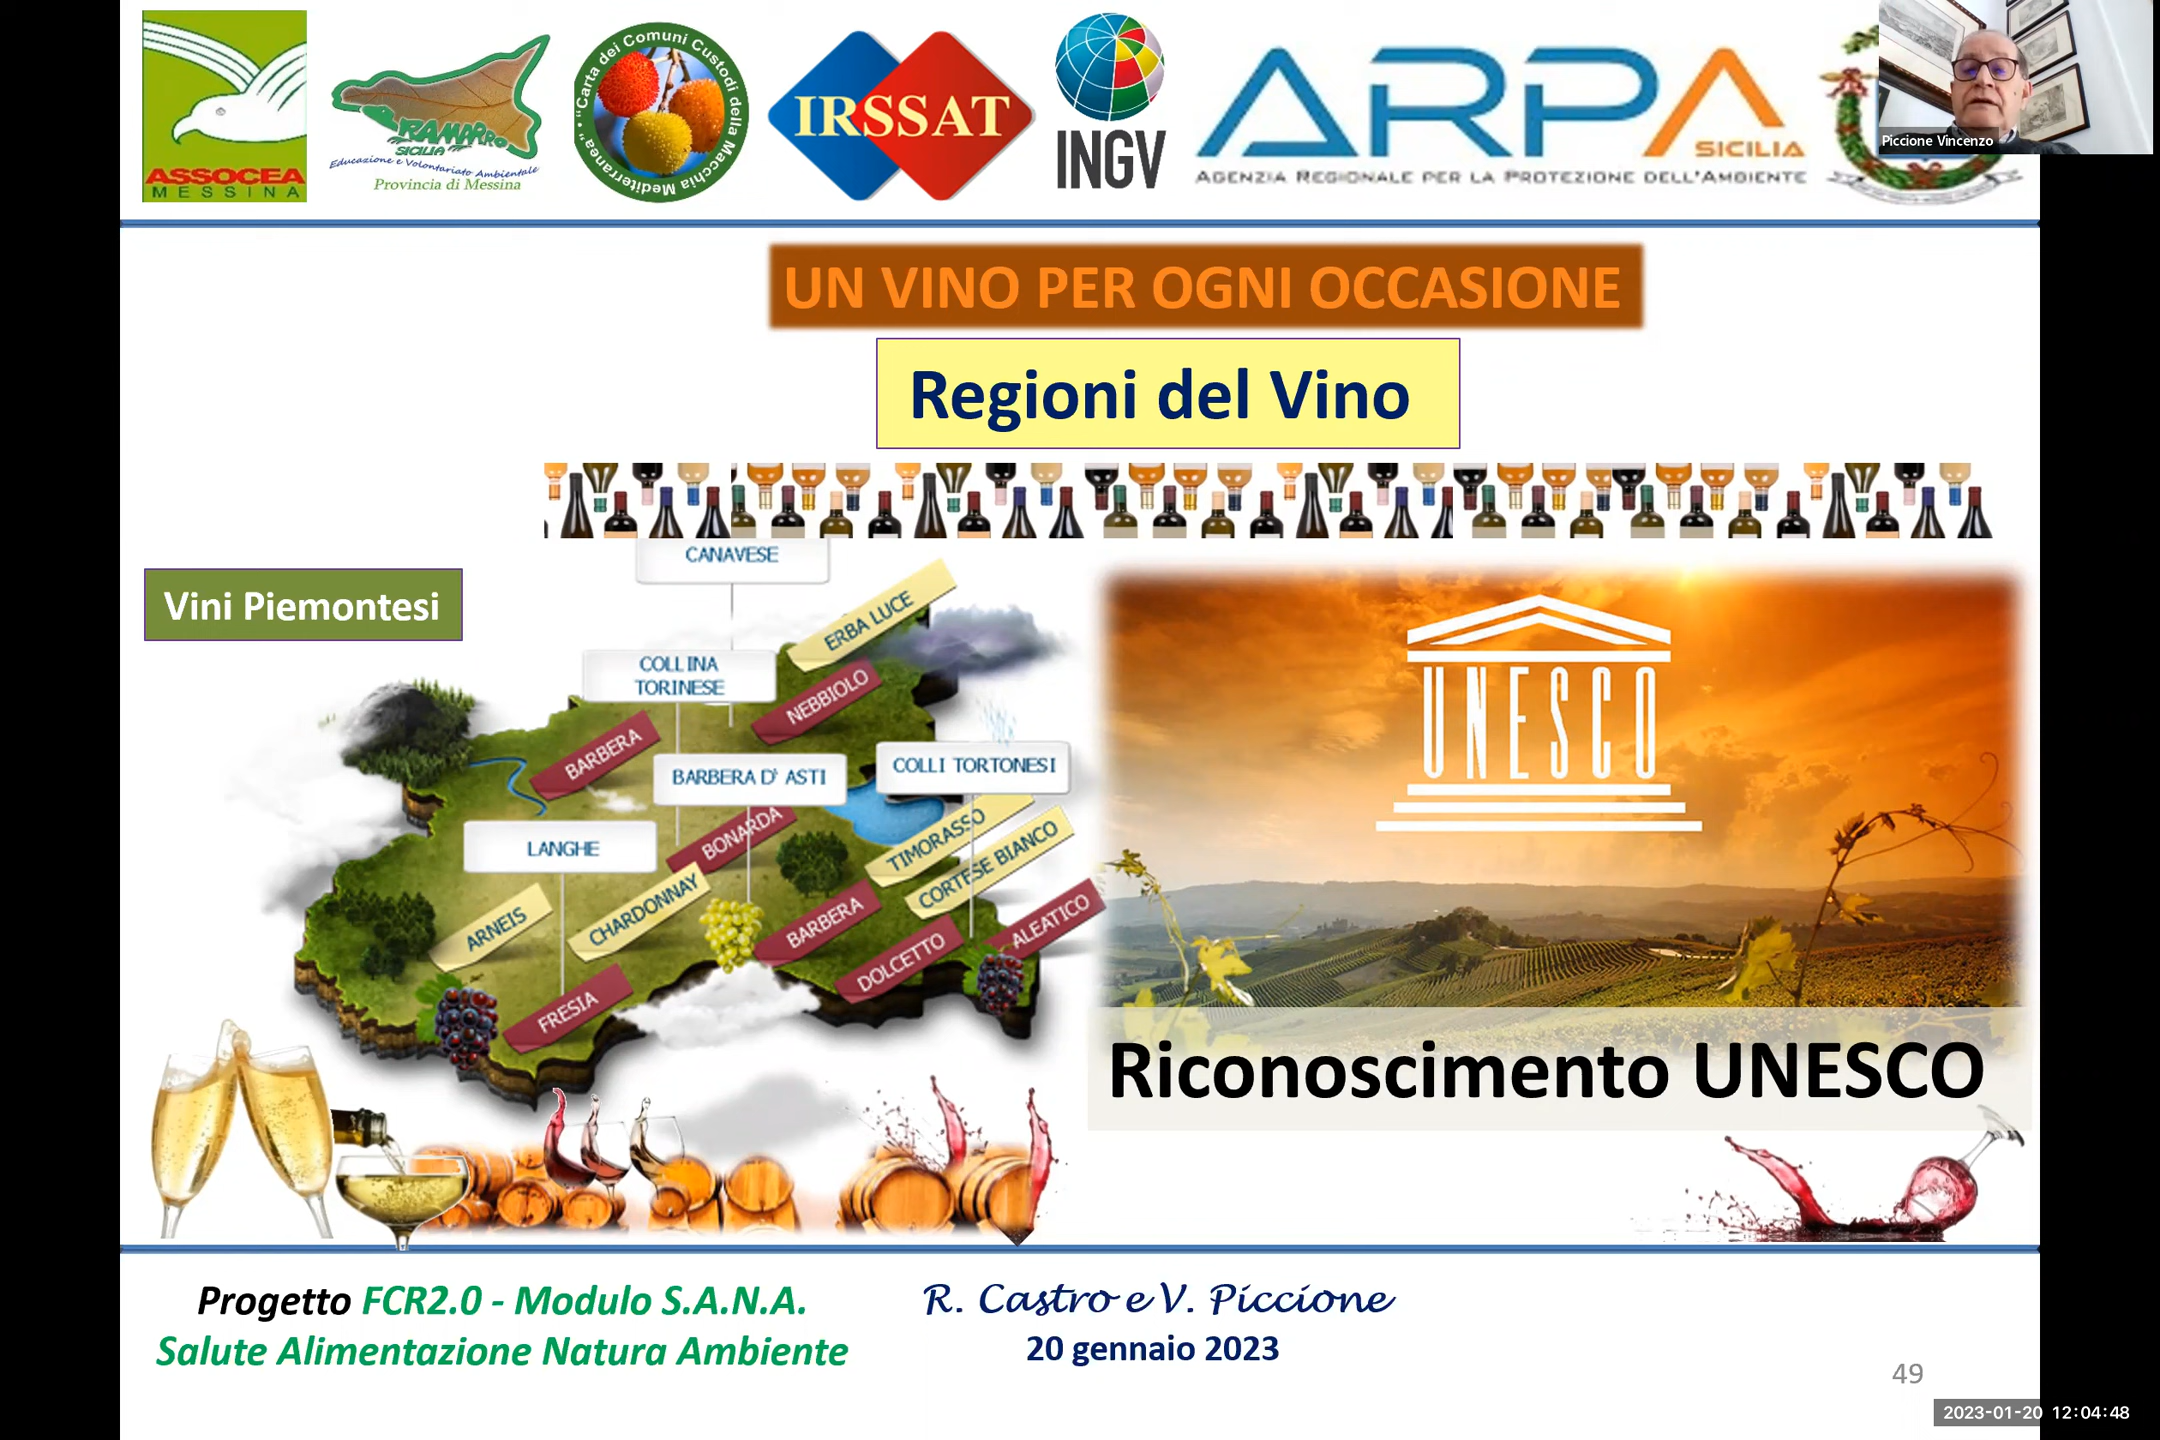 ASSOCEA
MESSINA
RAMARRO
SICILIA
Educazione e Volontariato Ambientale
Provincia di Messina
"Carta dei Comuni Custodi della Macchia Mediterranea"
IRSSAT
INGV
ARPA
SICILIA
AGENZIA REGIONALE PER LA PROTEZIONE DELL'AMBIENTE
Piccione Vincenzo
UN VINO PER OGNI OCCASIONE
Regioni del Vino
Vini Piemontesi
CANAVESE
ERBA LUCE
COLLINA
TORINESE
NEBBIOLO
BARBERA
BARBERA D' ASTI
COLLI TORTONESI
LANGHE
BONARDA
TIMORASSO
CORTESE BIANCO
CHARDONNAY
ARNEIS
BARBERA
ALEATICO
DOLCETTO
FRESIA
UNESCO
Riconoscimento UNESCO
Progetto FCR2.0 - Modulo S.A.N.A.
Salute Alimentazione Natura Ambiente
R. Castro e V. Piccione
20 gennaio 2023
49
2023-01-20 12:04:48